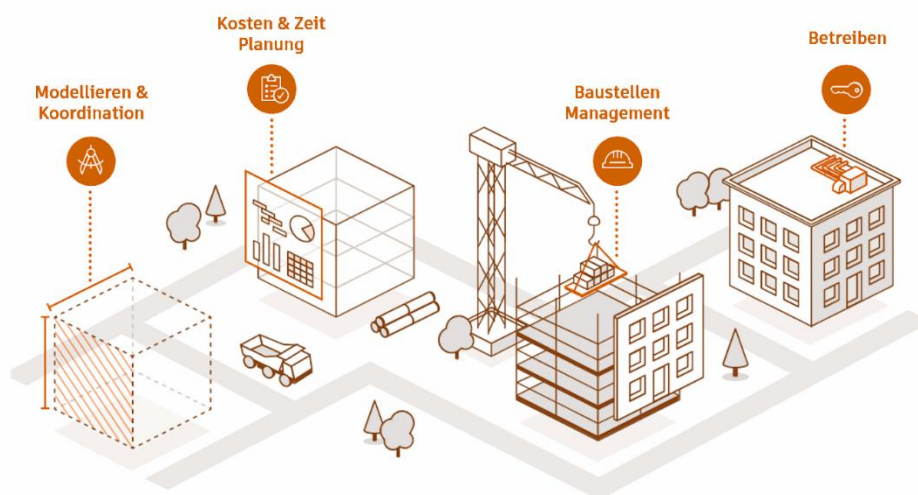 Modellieren &
Koordination
Kosten & Zeit
Planung
Baustellen
Management
Betreiben